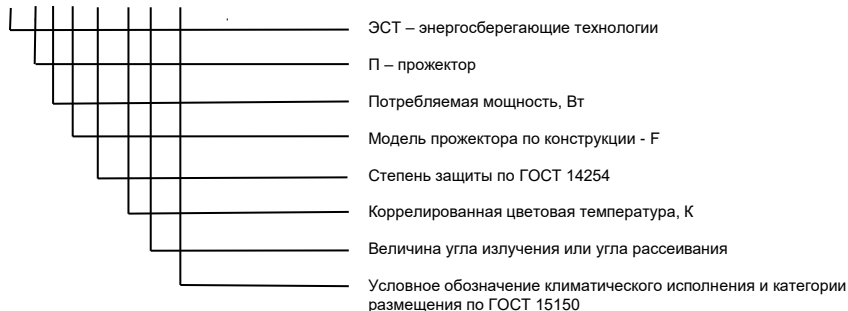 ЭСТ – энергосберегающие технологии
П – прожектор
Потребляемая мощность, Вт
Модель прожектора по конструкции - F
Степень защиты по ГОСТ 14254
Коррелированная цветовая температура, К
Величина угла излучения или угла рассеивания
Условное обозначение климатического исполнения и категории
размещения по ГОСТ 15150